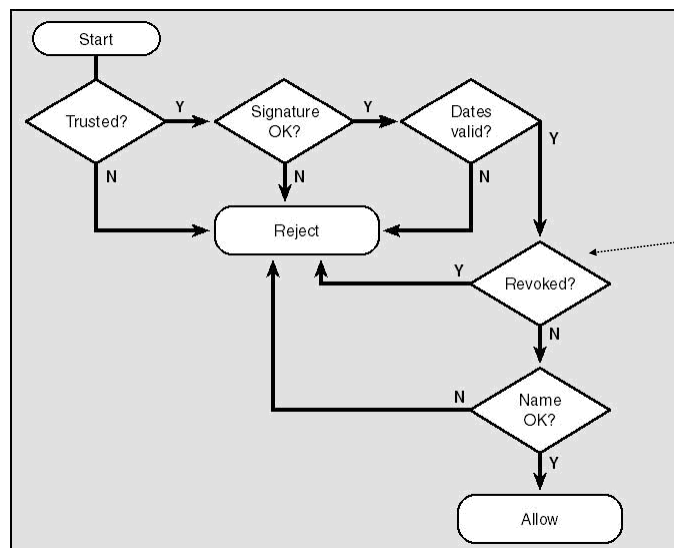 Start
Trusted?
Y
Signature
OK?
Y
Dates
valid?
Y
N
N
N
Reject
Y
Revoked?
N
N
Name
OK?
Y
Allow